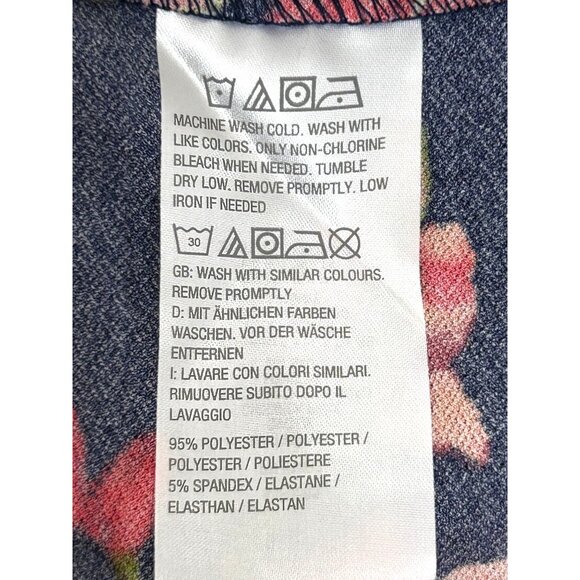 MACHINE WASH COLD. WASH WITH
LIKE COLORS. ONLY NON-CHLORINE
BLEACH WHEN NEEDED. TUMBLE
DRY LOW. REMOVE PROMPTLY. LOW
IRON IF NEEDED
30
GB: WASH WITH SIMILAR COLOURS.
REMOVE PROMPTLY
D: MIT ÄHNLICHEN FARBEN
WASCHEN. VOR DER WÄSCHE
ENTFERNEN
I: LAVARE CON COLORI SIMILARI.
RIMUOVERE SUBITO DOPO IL
LAVAGGIO
95% POLYESTER / POLYESTER /
POLYESTER / POLIESTERE
5% SPANDEX / ELASTANE /
ELASTHAN / ELASTAN